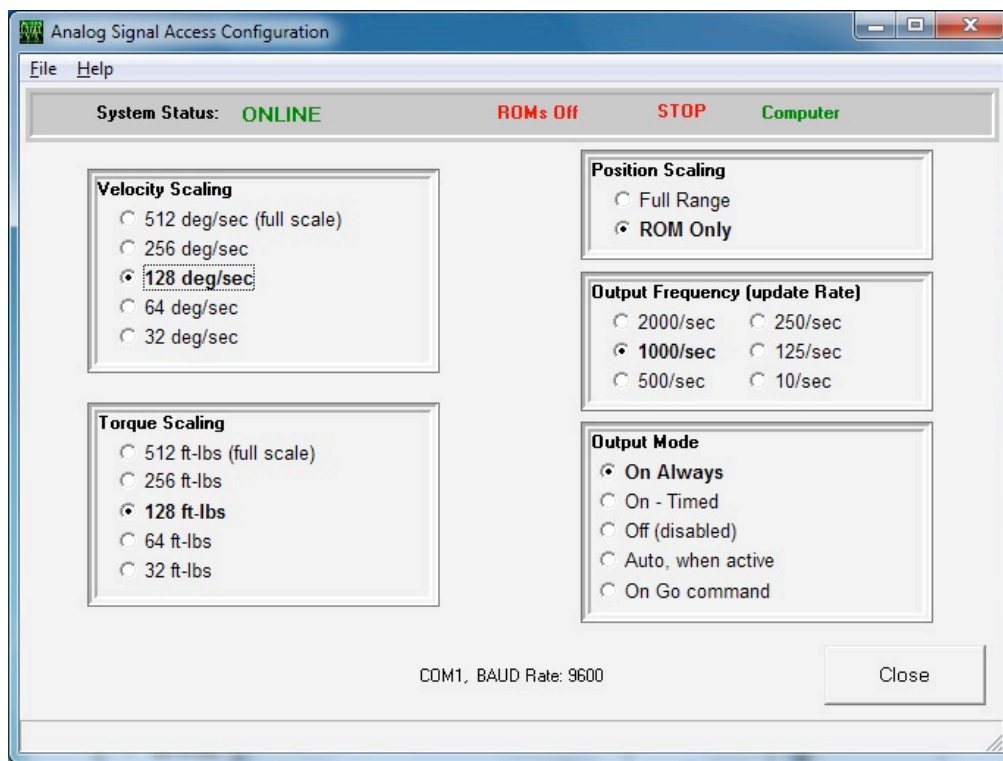 Analog Signal Access Configuration
File Help
System Status: ONLINE ROMs Off STOP Computer
Velocity Scaling
512 deg/sec (full scale)
256 deg/sec
128 deg/sec
64 deg/sec
32 deg/sec
Torque Scaling
512 ft-lbs (full scale)
256 ft-lbs
128 ft-lbs
64 ft-lbs
32 ft-lbs
Position Scaling
Full Range
ROM Only
Output Frequency (update Rate)
2000/sec 250/sec
1000/sec 125/sec
500/sec 10/sec
Output Mode
On Always
On - Timed
Off (disabled)
Auto, when active
On Go command
COM1, BAUD Rate: 9600
Close